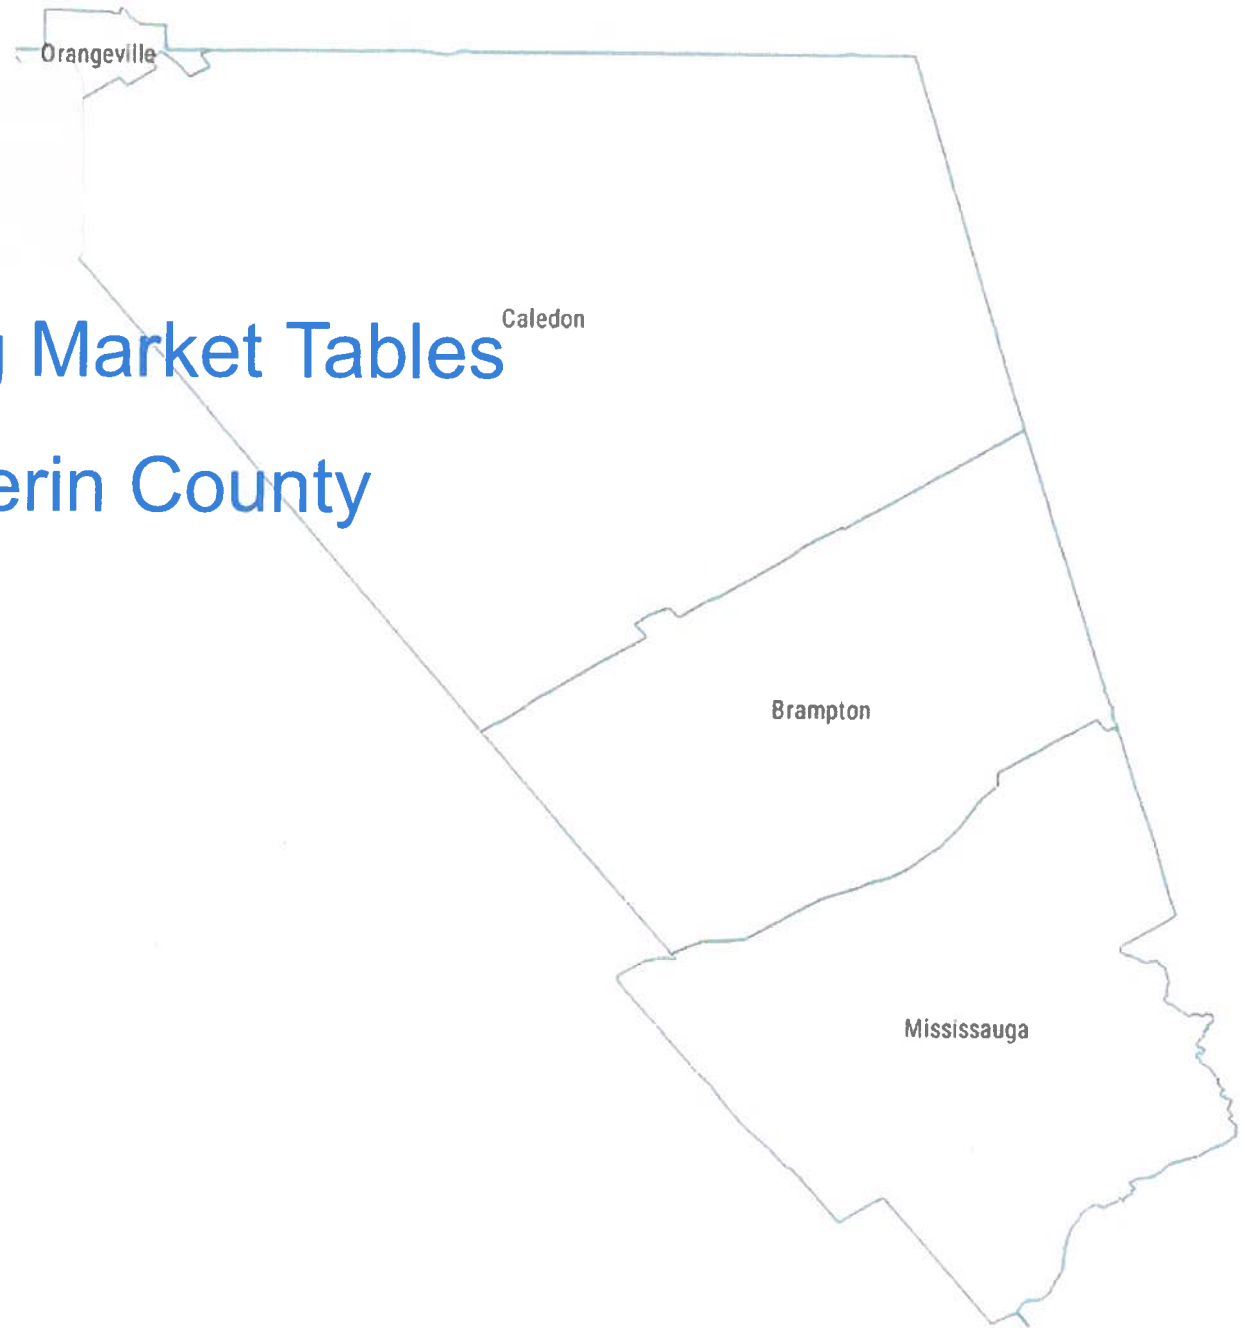 Orangeville
Caledon
g Market Tables
erin County
Brampton
Mississauga